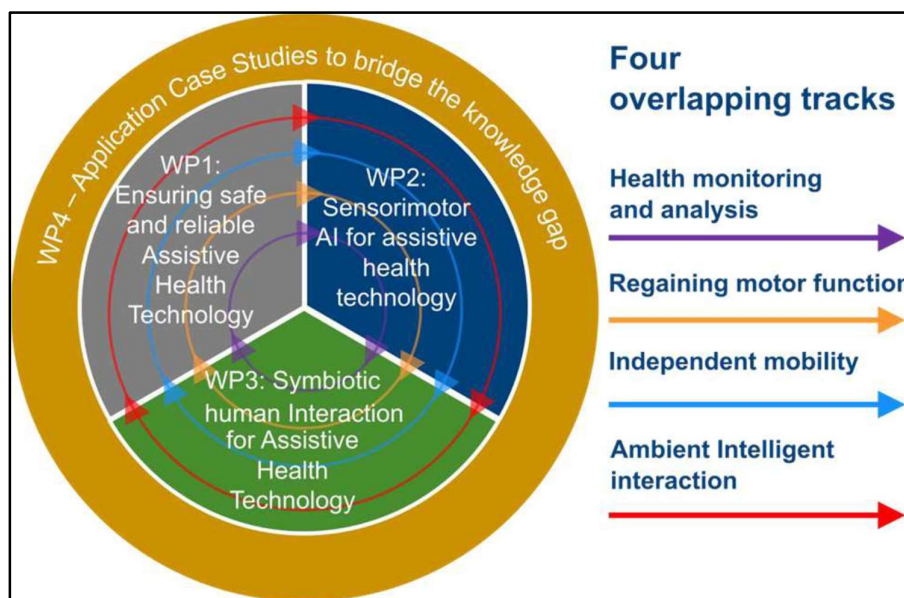 WP4 – Application Case Studies to bridge the knowledge gap
WP1:
Ensuring safe
and reliable
Assistive
Health
Technology
WP2:
Sensorimotor
AI for assistive
health
technology
WP3: Symbiotic
human Interaction
for Assistive
Health
Technology
Four
overlapping tracks
Health monitoring
and analysis
Regaining motor function
Independent mobility
Ambient Intelligent
interaction